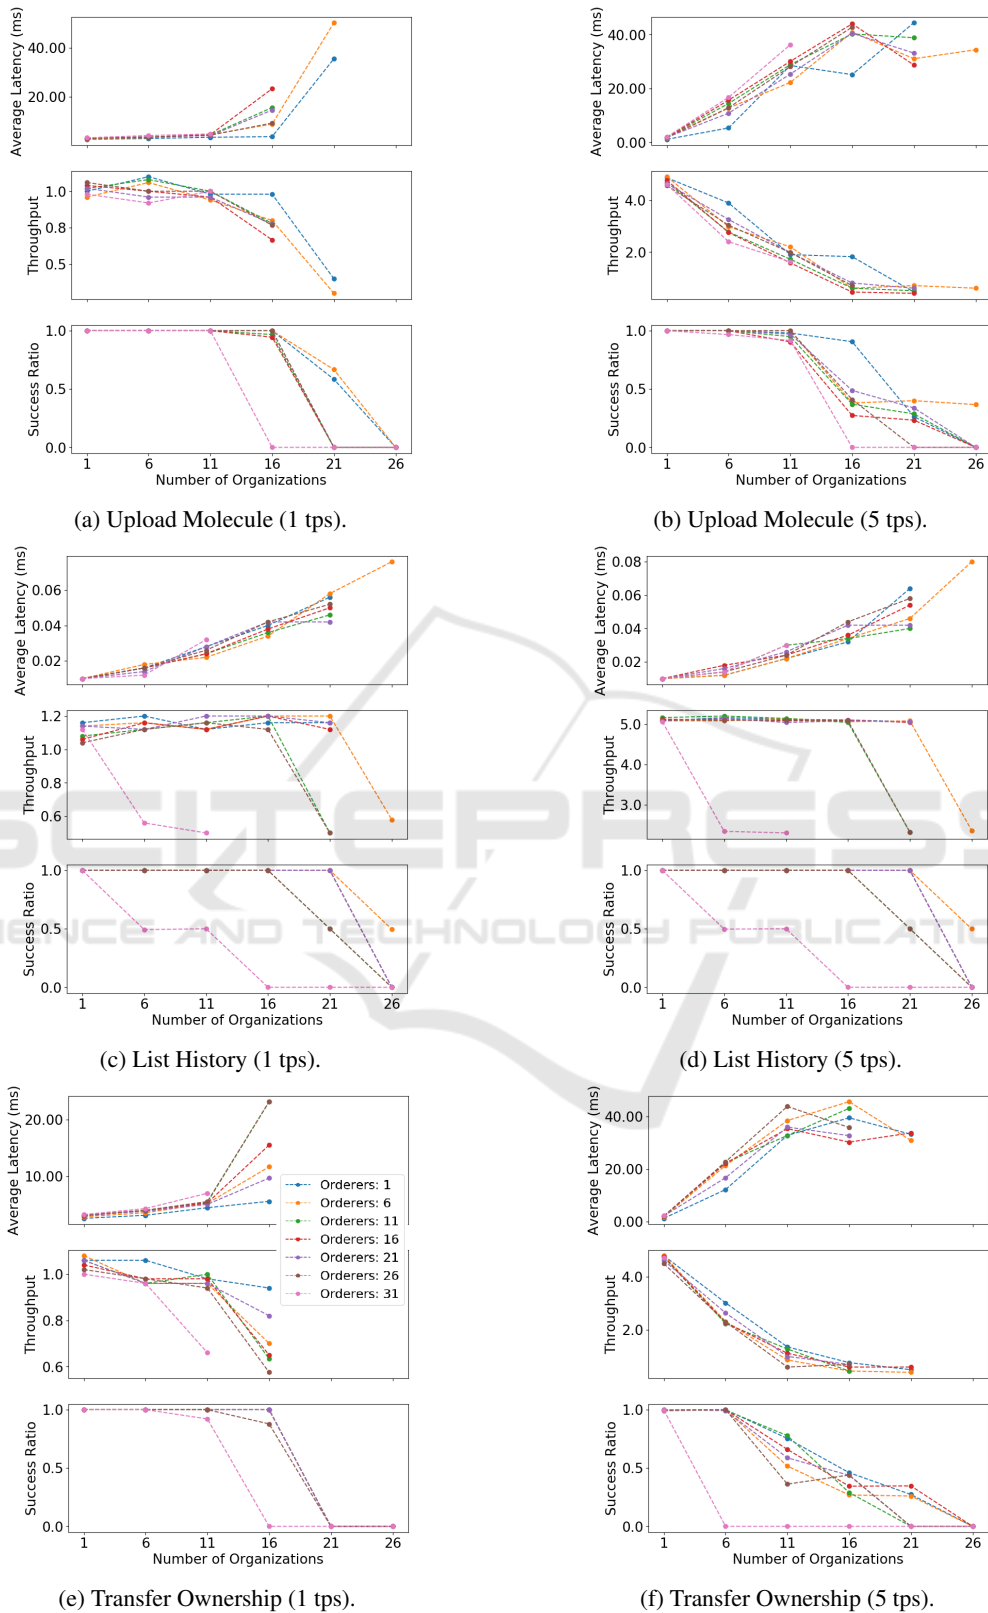 Average Latency (ms)
40.00
20.00
Throughput
1.0
0.8
0.5
Success Ratio
1.0
0.5
0.0
1 6 11 16 21 26
Number of Organizations
(a) Upload Molecule (1 tps).
Average Latency (ms)
40.00
20.00
0.00
Throughput
4.0
2.0
Success Ratio
1.0
0.5
0.0
1 6 11 16 21 26
Number of Organizations
(b) Upload Molecule (5 tps).
Average Latency (ms)
0.06
0.04
0.02
Throughput
1.2
1.0
0.8
0.6
Success Ratio
1.0
0.5
0.0
1 6 11 16 21 26
Number of Organizations
(c) List History (1 tps).
Average Latency (ms)
0.08
0.06
0.04
0.02
Throughput
5.0
4.0
3.0
Success Ratio
1.0
0.5
0.0
1 6 11 16 21 26
Number of Organizations
(d) List History (5 tps).
Average Latency (ms)
20.00
10.00
Orderers: 1
Orderers: 6
Orderers: 11
Orderers: 16
Orderers: 21
Orderers: 26
Orderers: 31
Throughput
1.0
0.8
0.6
Success Ratio
1.0
0.5
0.0
1 6 11 16 21 26
Number of Organizations
(e) Transfer Ownership (1 tps).
Average Latency (ms)
40.00
20.00
0.00
Throughput
4.0
2.0
Success Ratio
1.0
0.5
0.0
1 6 11 16 21 26
Number of Organizations
(f) Transfer Ownership (5 tps).
SCITEPRESS
AND TECHNOLOGY